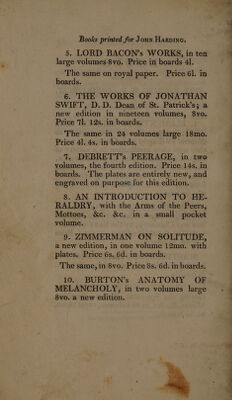 Books printed for JOHN HARDING.
5. LORD BACON's WORKS, in ten
large volumes 8vo. Price in boards 4l.
The same on royal paper. Price 6l. in
boards.
6. THE WORKS OF JONATHAN
SWIFT, D. D. Dean of St. Patrick's; a
new edition in nineteen volumes, 8vo.
Price 7l. 12s. in boards.
The same in 24 volumes large 18mo.
Price 4l. 4s. in boards.
7. DEBRETT's PEERAGE, in two
volumes, the fourth edition. Price 14s. in
boards. The plates are entirely new, and
engraved on purpose for this edition.
8. AN INTRODUCTION TO HE-
RALDRY, with the Arms of the Peers,
Mottoes, &c. &c. in a small pocket
volume.
9. ZIMMERMAN ON SOLITUDE,
a new edition, in one volume 12mo. with
plates. Price 6s. 6d. in boards.
The same, in 8vo. Price 8s. 6d. in boards.
10. BURTON's ANATOMY OF
MELANCHOLY, in two volumes large
8vo. a new edition.